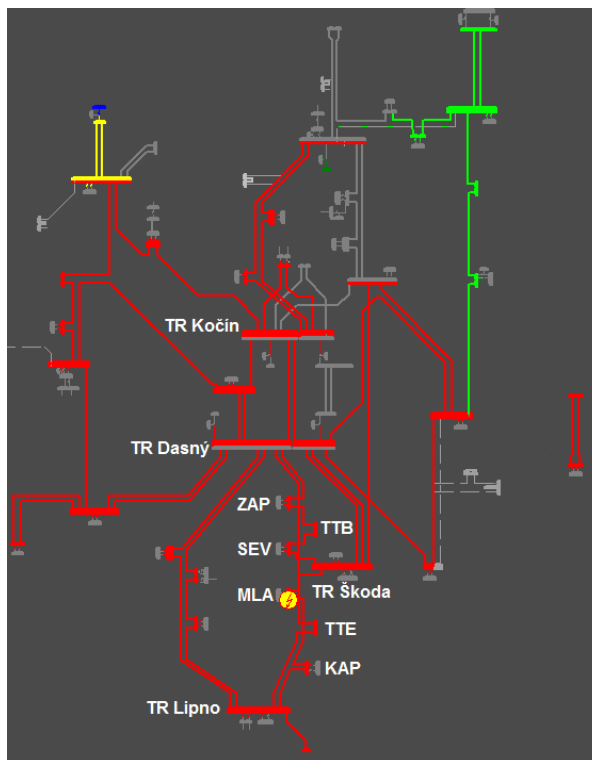 TR Kočín
TR Dasný
ZAP
TTB
SEV
MLA
TR Škoda
TTE
KAP
TR Lipno